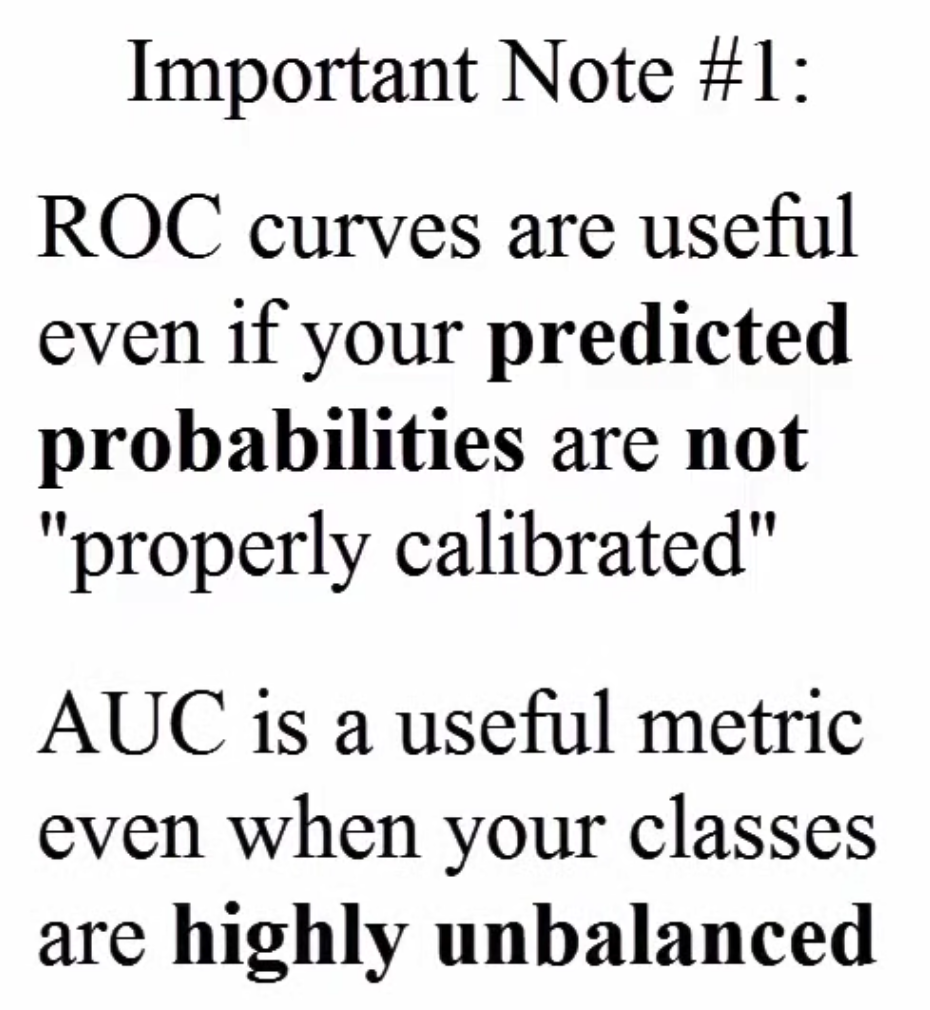 Important Note #1:
ROC curves are useful
even if your predicted
probabilities are not
"properly calibrated"
AUC is a useful metric
even when your classes
are highly unbalanced